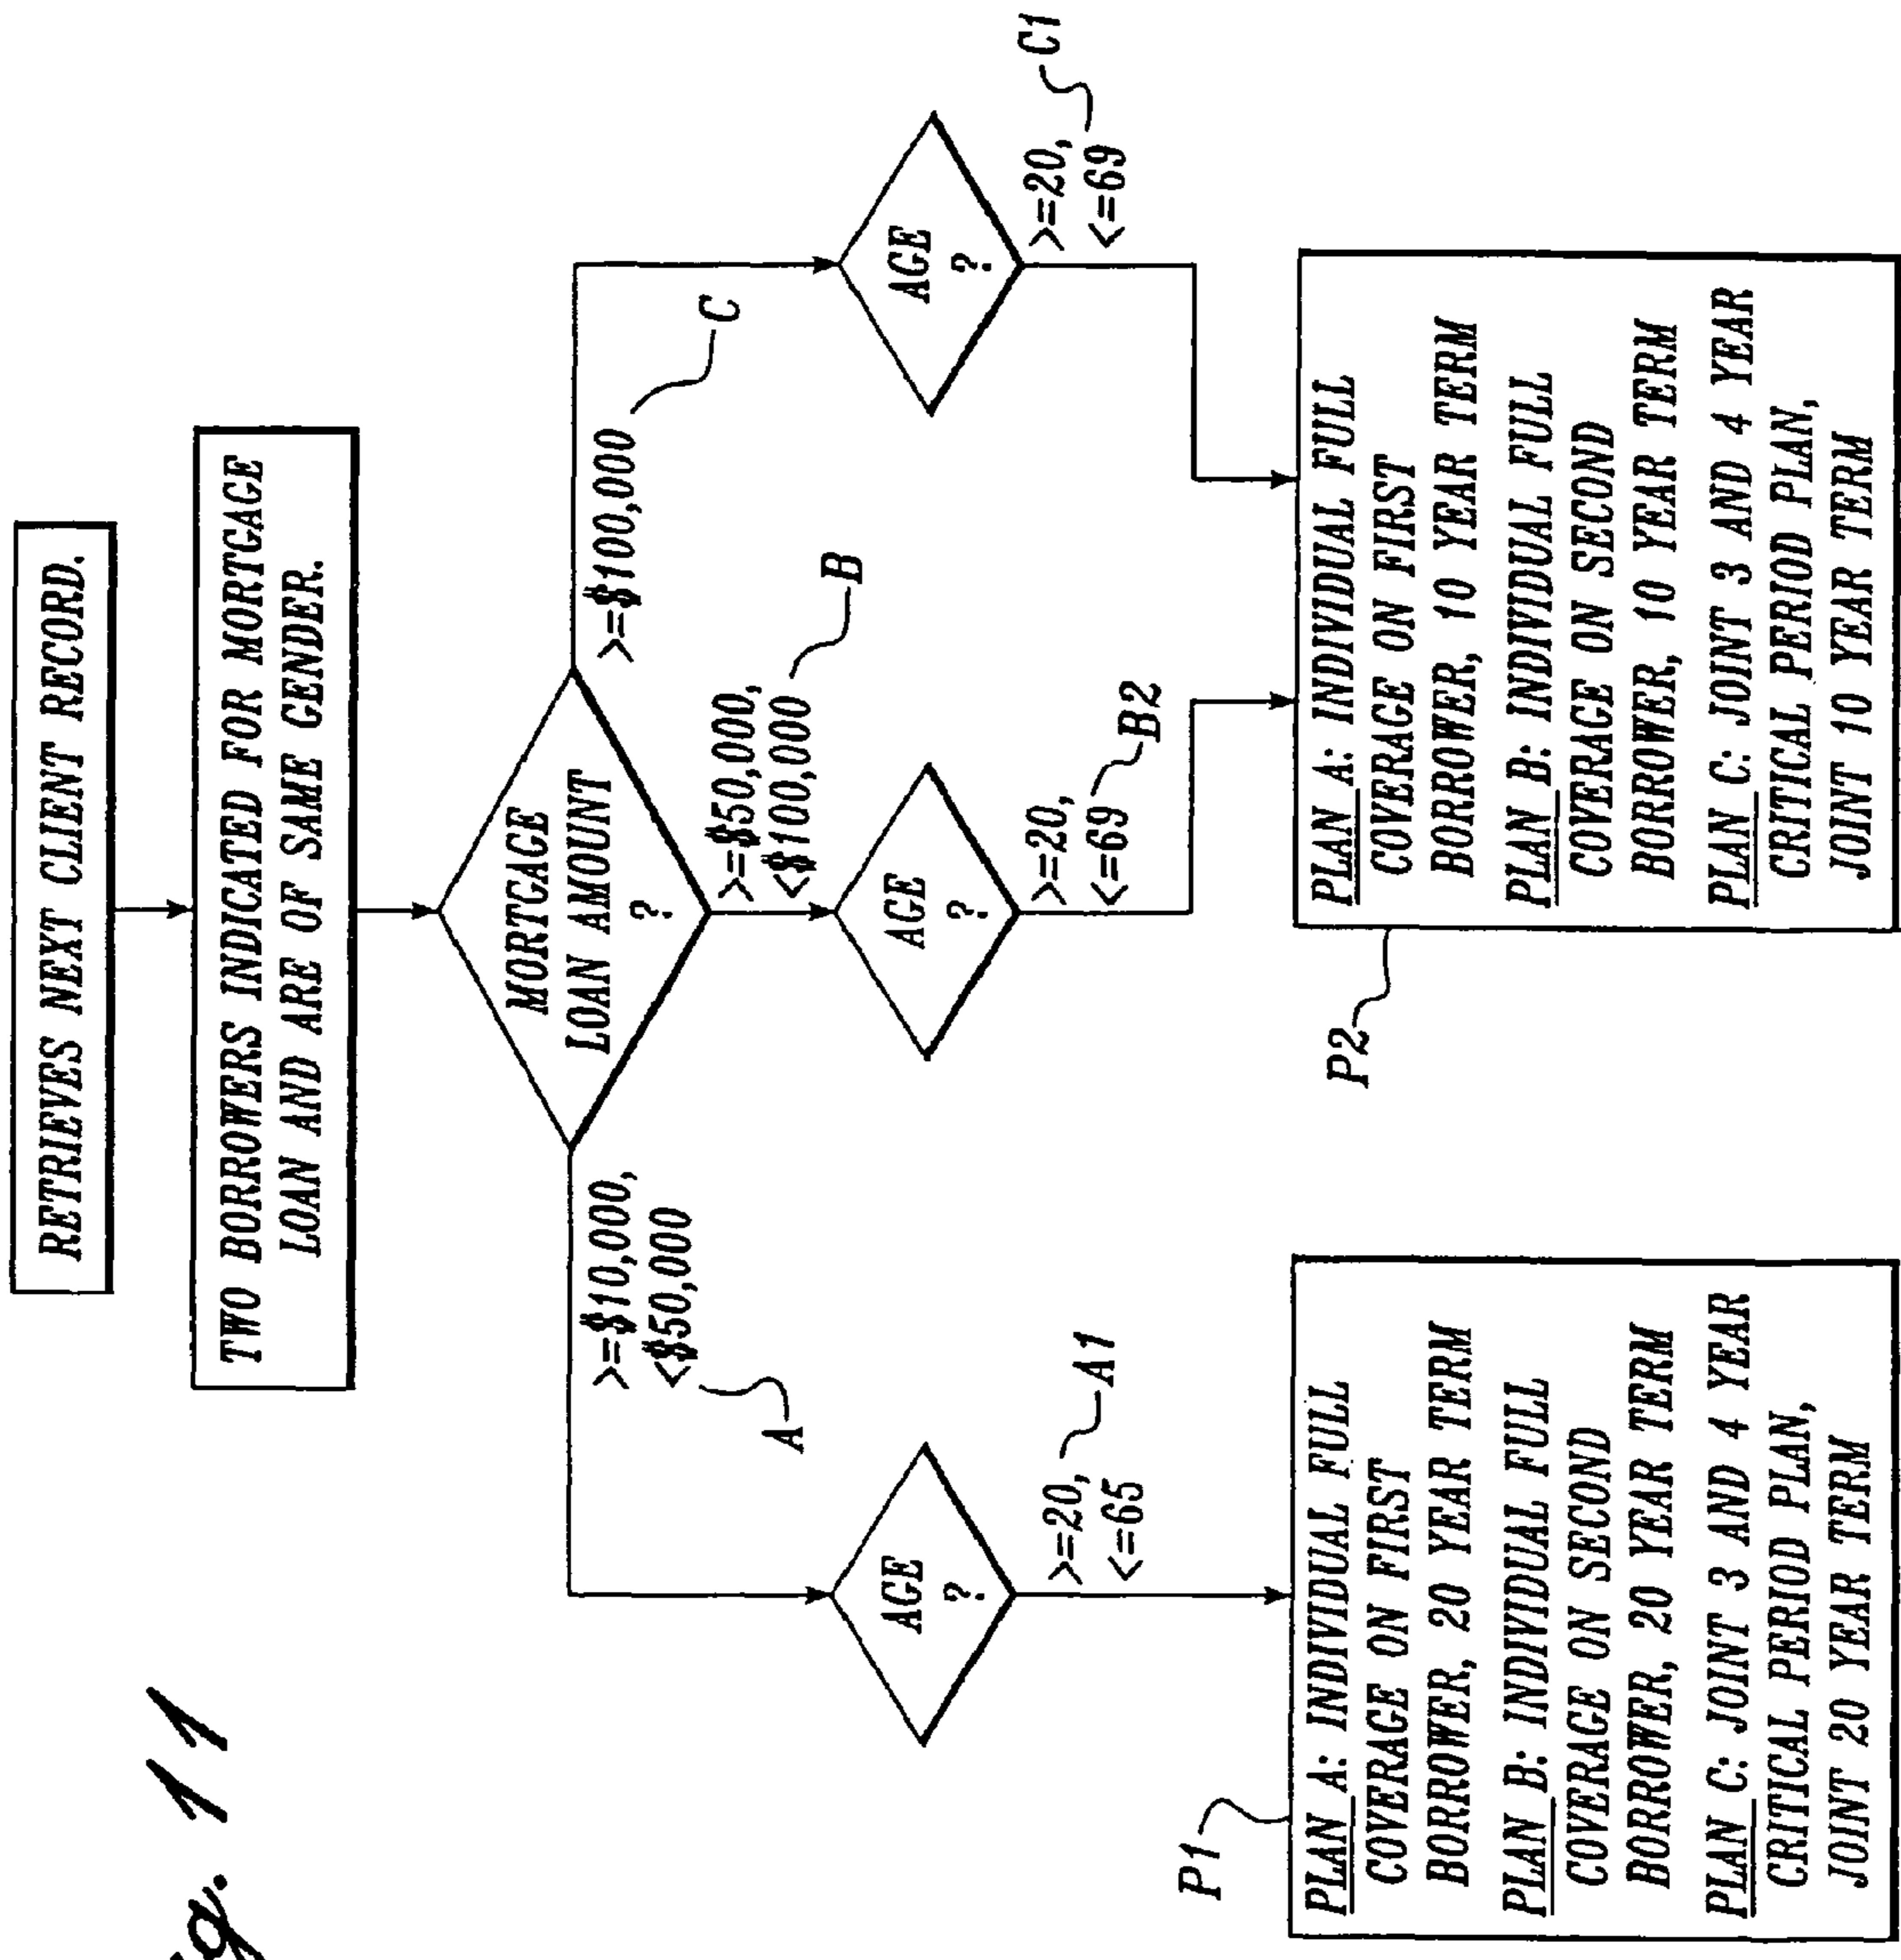 RETRIEVES NEXT CLIENT RECORD.
TWO BORROWERS INDICATED FOR MORTGAGE
LOAN AND ARE OF SAME GENDER.
MORTGAGE
LOAN AMOUNT
?
>=$10,000,
<$50,000
A
>=$50,000,
<$100,000
B
>=$100,000
C
AGE
?
>=20,
<=65
A1
AGE
?
>=20,
<=69
B2
AGE
?
>=20,
<=69
C1
P1
PLAN A: INDIVIDUAL FULL
COVERAGE ON FIRST
BORROWER, 20 YEAR TERM
PLAN B: INDIVIDUAL FULL
COVERAGE ON SECOND
BORROWER, 20 YEAR TERM
PLAN C: JOINT 3 AND 4 YEAR
CRITICAL PERIOD PLAN,
JOINT 20 YEAR TERM
P2
PLAN A: INDIVIDUAL FULL
COVERAGE ON FIRST
BORROWER, 10 YEAR TERM
PLAN B: INDIVIDUAL FULL
COVERAGE ON SECOND
BORROWER, 10 YEAR TERM
PLAN C: JOINT 3 AND 4 YEAR
CRITICAL PERIOD PLAN,
JOINT 10 YEAR TERM
11